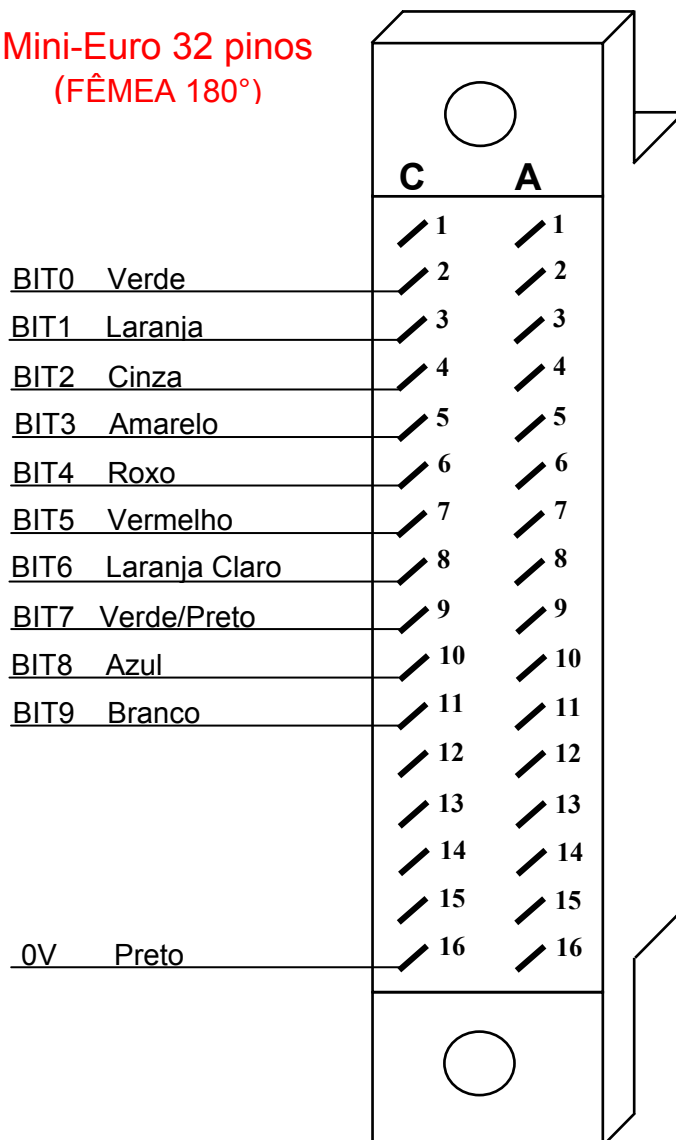 Mini-Euro 32 pinos
(FÊMEA 180°)
C A
1 1
BIT0 Verde 2 2
BIT1 Laranja 3 3
BIT2 Cinza 4 4
BIT3 Amarelo 5 5
BIT4 Roxo 6 6
BIT5 Vermelho 7 7
BIT6 Laranja Claro 8 8
BIT7 Verde/Preto 9 9
BIT8 Azul 10 10
BIT9 Branco 11 11
12 12
13 13
14 14
15 15
0V Preto 16 16